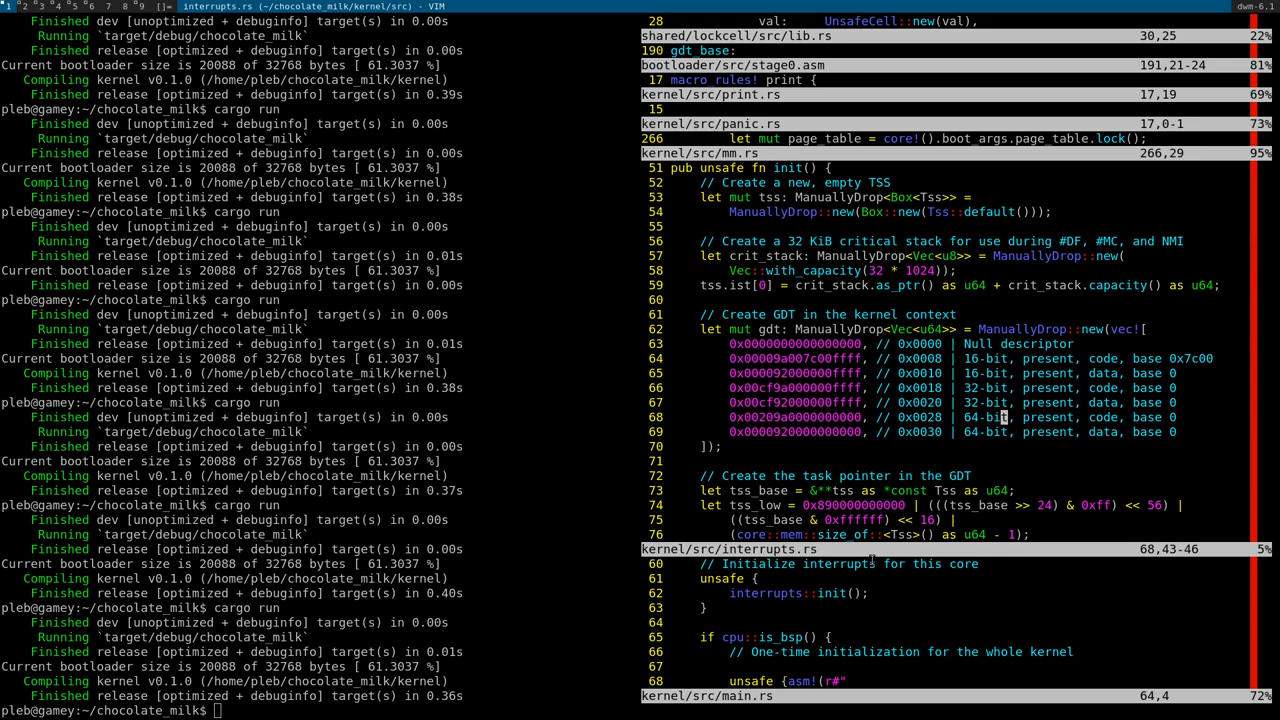 1 2 3 4 5 6 7 8 9 []= interrupts.rs (~/chocolate_milk/kernel/src) - VIM dwm-6.1
Finished dev [unoptimized + debuginfo] target(s) in 0.00s
Running `target/debug/chocolate_milk`
Finished release [optimized + debuginfo] target(s) in 0.00s
Current bootloader size is 20088 of 32768 bytes [ 61.3037 %]
Compiling kernel v0.1.0 (/home/pleb/chocolate_milk/kernel)
Finished release [optimized + debuginfo] target(s) in 0.39s
pleb@gamey:~/chocolate_milk$ cargo run
Finished dev [unoptimized + debuginfo] target(s) in 0.00s
Running `target/debug/chocolate_milk`
Finished release [optimized + debuginfo] target(s) in 0.00s
Current bootloader size is 20088 of 32768 bytes [ 61.3037 %]
Compiling kernel v0.1.0 (/home/pleb/chocolate_milk/kernel)
Finished release [optimized + debuginfo] target(s) in 0.38s
pleb@gamey:~/chocolate_milk$ cargo run
Finished dev [unoptimized + debuginfo] target(s) in 0.00s
Running `target/debug/chocolate_milk`
Finished release [optimized + debuginfo] target(s) in 0.01s
Current bootloader size is 20088 of 32768 bytes [ 61.3037 %]
Finished release [optimized + debuginfo] target(s) in 0.00s
pleb@gamey:~/chocolate_milk$ cargo run
Finished dev [unoptimized + debuginfo] target(s) in 0.00s
Running `target/debug/chocolate_milk`
Finished release [optimized + debuginfo] target(s) in 0.01s
Current bootloader size is 20088 of 32768 bytes [ 61.3037 %]
Compiling kernel v0.1.0 (/home/pleb/chocolate_milk/kernel)
Finished release [optimized + debuginfo] target(s) in 0.38s
pleb@gamey:~/chocolate_milk$ cargo run
Finished dev [unoptimized + debuginfo] target(s) in 0.00s
Running `target/debug/chocolate_milk`
Finished release [optimized + debuginfo] target(s) in 0.00s
Current bootloader size is 20088 of 32768 bytes [ 61.3037 %]
Compiling kernel v0.1.0 (/home/pleb/chocolate_milk/kernel)
Finished release [optimized + debuginfo] target(s) in 0.37s
pleb@gamey:~/chocolate_milk$ cargo run
Finished dev [unoptimized + debuginfo] target(s) in 0.00s
Running `target/debug/chocolate_milk`
Finished release [optimized + debuginfo] target(s) in 0.00s
Current bootloader size is 20088 of 32768 bytes [ 61.3037 %]
Compiling kernel v0.1.0 (/home/pleb/chocolate_milk/kernel)
Finished release [optimized + debuginfo] target(s) in 0.40s
pleb@gamey:~/chocolate_milk$ cargo run
Finished dev [unoptimized + debuginfo] target(s) in 0.00s
Running `target/debug/chocolate_milk`
Finished release [optimized + debuginfo] target(s) in 0.01s
Current bootloader size is 20088 of 32768 bytes [ 61.3037 %]
Compiling kernel v0.1.0 (/home/pleb/chocolate_milk/kernel)
Finished release [optimized + debuginfo] target(s) in 0.36s
pleb@gamey:~/chocolate_milk$
28 val: UnsafeCell::new(val),
shared/lockcell/src/lib.rs 30,25 22%
190 gdt_base:
bootloader/src/stage0.asm 191,21-24 81%
17 macro_rules! print {
kernel/src/print.rs 17,19 69%
15
kernel/src/panic.rs 17,0-1 73%
266 let mut page_table = core!().boot_args.page_table.lock();
kernel/src/mm.rs 266,29 95%
51 pub unsafe fn init() {
52 // Create a new, empty TSS
53 let mut tss: ManuallyDrop<Box<Tss>> =
54 ManuallyDrop::new(Box::new(Tss::default()));
55
56 // Create a 32 KiB critical stack for use during #DF, #MC, and NMI
57 let crit_stack: ManuallyDrop<Vec<u8>> = ManuallyDrop::new(
58 Vec::with_capacity(32 * 1024));
59 tss.ist[0] = crit_stack.as_ptr() as u64 + crit_stack.capacity() as u64;
60
61 // Create GDT in the kernel context
62 let mut gdt: ManuallyDrop<Vec<u64>> = ManuallyDrop::new(vec![
63 0x0000000000000000, // 0x0000 | Null descriptor
64 0x00009a007c00ffff, // 0x0008 | 16-bit, present, code, base 0x7c00
65 0x000092000000ffff, // 0x0010 | 16-bit, present, data, base 0
66 0x00cf9a000000ffff, // 0x0018 | 32-bit, present, code, base 0
67 0x00cf92000000ffff, // 0x0020 | 32-bit, present, data, base 0
68 0x00209a0000000000, // 0x0028 | 64-bit, present, code, base 0
69 0x0000920000000000, // 0x0030 | 64-bit, present, data, base 0
70 ]);
71
72 // Create the task pointer in the GDT
73 let tss_base = &**tss as *const Tss as u64;
74 let tss_low = 0x890000000000 | (((tss_base >> 24) & 0xff) << 56) |
75 ((tss_base & 0xffffff) << 16) |
76 (core::mem::size_of::<Tss>() as u64 - 1);
kernel/src/interrupts.rs 68,43-46 5%
60 // Initialize interrupts for this core
61 unsafe {
62 interrupts::init();
63 }
64
65 if cpu::is_bsp() {
66 // One-time initialization for the whole kernel
67
68 unsafe {asm!(r#"
kernel/src/main.rs 64,4 72%